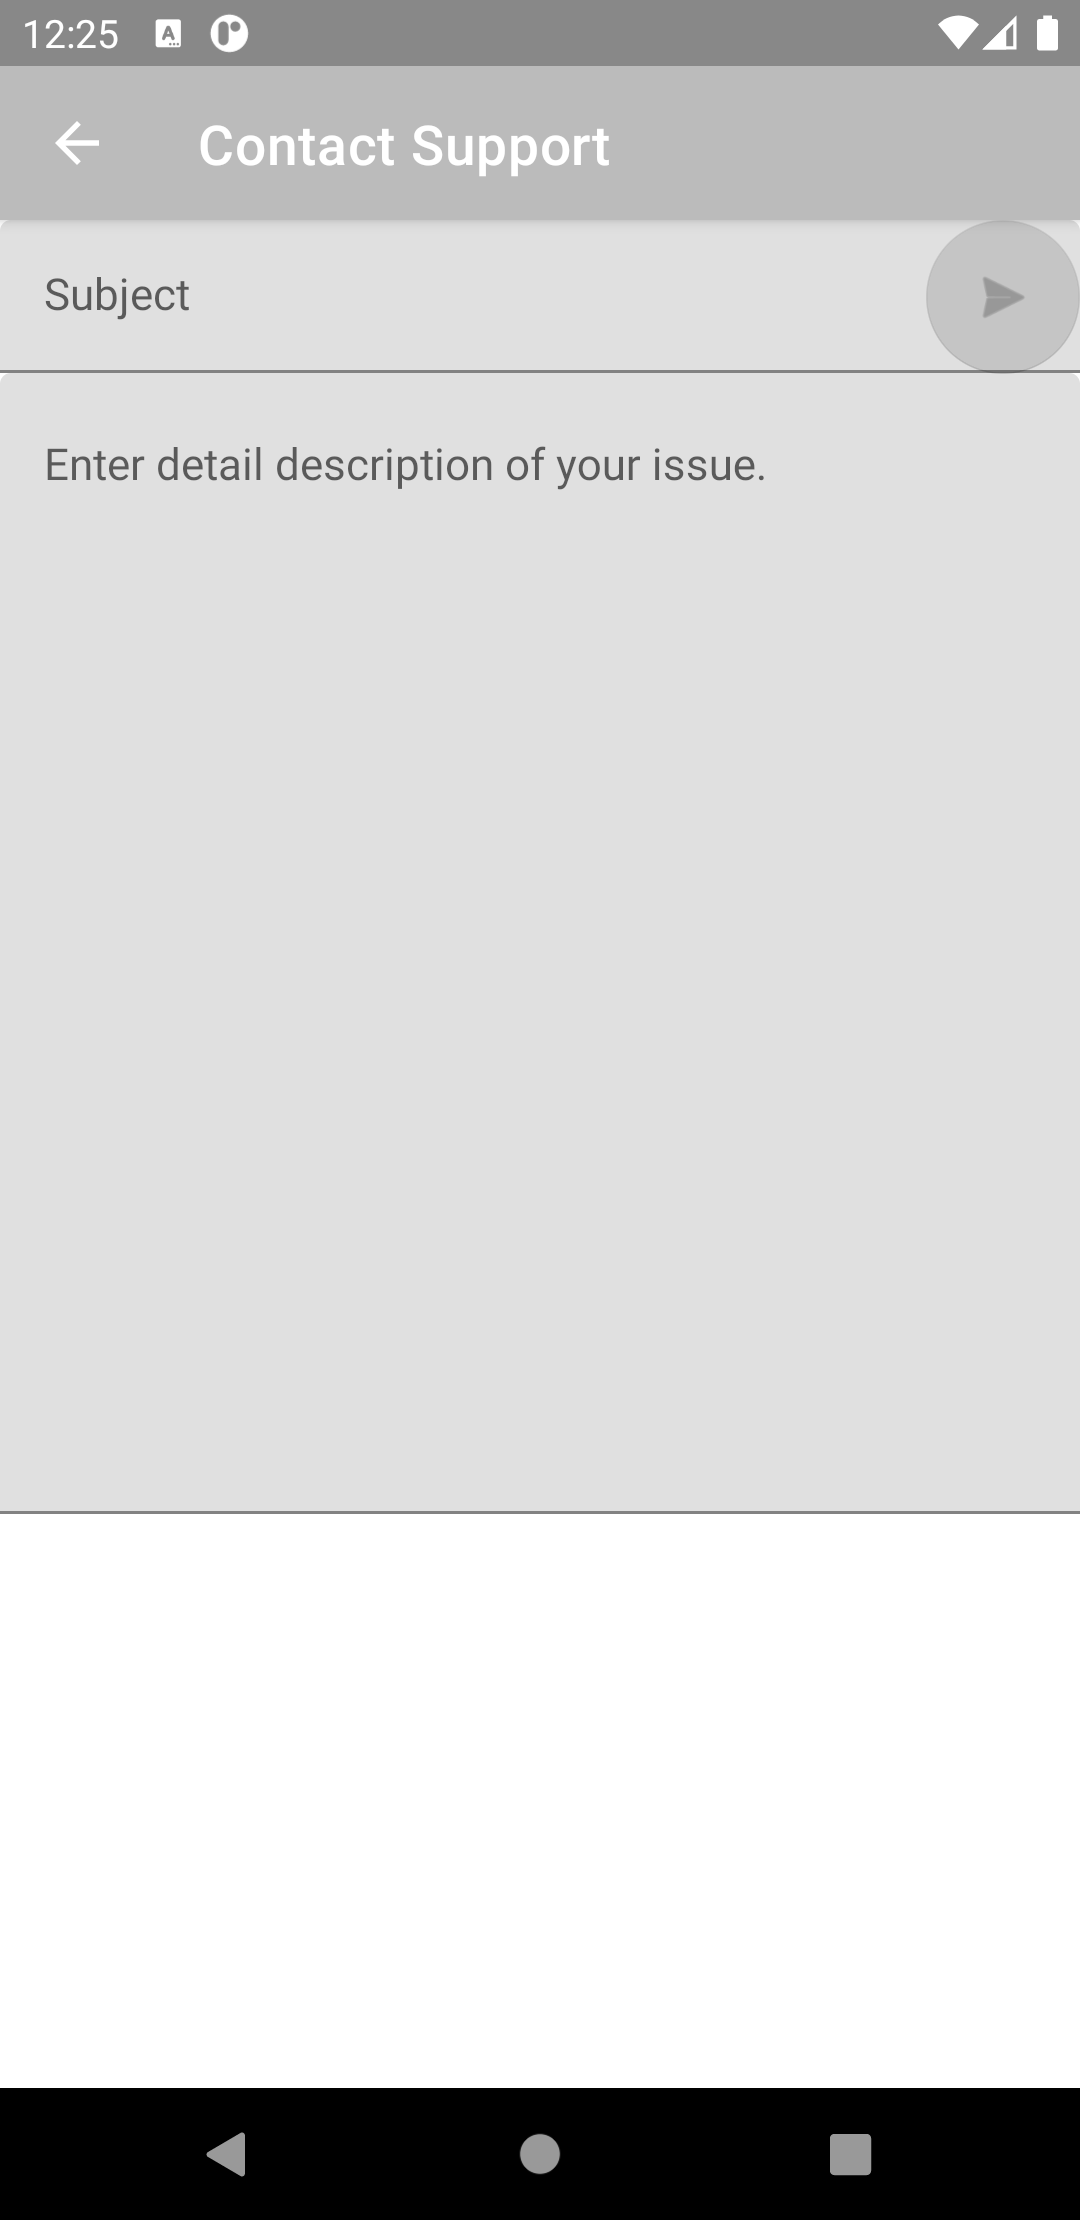 12:25
Contact Support
Subject
Enter detail description of your issue.